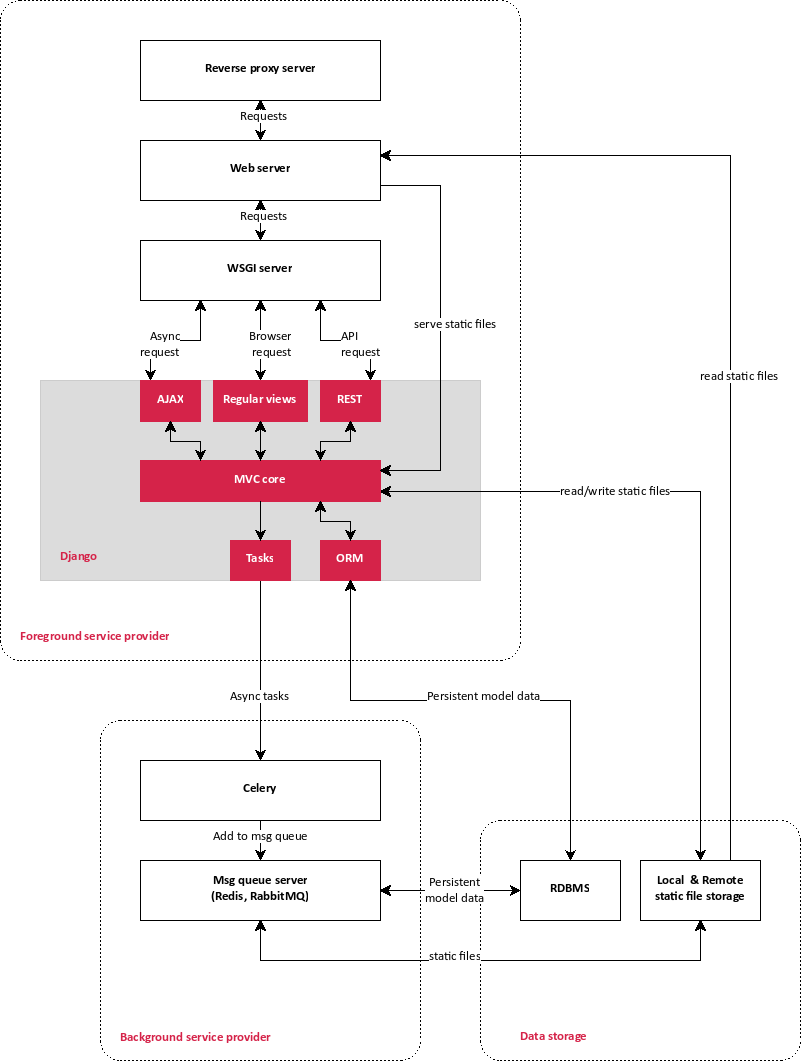 Reverse proxy server
Requests
Web server
Requests
WSGI server
serve static files
Async
request
Browser
request
API
request
read static files
AJAX
Regular views
REST
MVC core
read/write static files
Django
Tasks
ORM
Foreground service provider
Async tasks
Persistent model data
Celery
Add to msg queue
Msg queue server
(Redis, RabbitMQ)
Persistent
model data
RDBMS
Local & Remote
static file storage
static files
Background service provider
Data storage